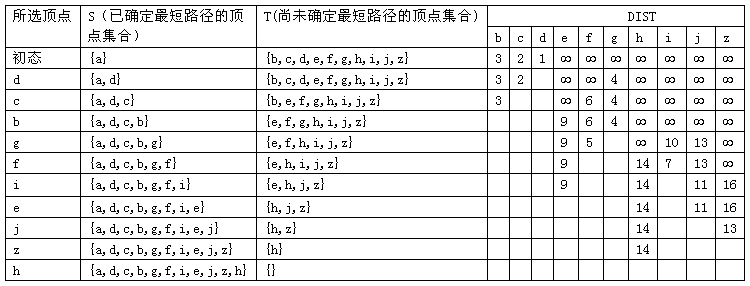 所选顶点 S（已确定最短路径的顶点集合） T(尚未确定最短路径的顶点集合) DIST
b c d e f g h i j z
初态 {a} {b,c,d,e,f,g,h,i,j,z} 3 2 1 ∞ ∞ ∞ ∞ ∞ ∞ ∞
d {a,d} {b,c,d,e,f,g,h,i,j,z} 3 2 ∞ ∞ 4 ∞ ∞ ∞ ∞
c {a,d,c} {b,e,f,g,h,i,j,z} 3 ∞ 6 4 ∞ ∞ ∞ ∞
b {a,d,c,b} {e,f,g,h,i,j,z} 9 6 4 ∞ ∞ ∞ ∞
g {a,d,c,b,g} {e,f,h,i,j,z} 9 5 ∞ 10 13 ∞
f {a,d,c,b,g,f} {e,h,i,j,z} 9 14 7 13 ∞
i {a,d,c,b,g,f,i} {e,h,j,z} 9 14 11 16
e {a,d,c,b,g,f,i,e} {h,j,z} 14 11 16
j {a,d,c,b,g,f,i,e,j} {h,z} 14 13
z {a,d,c,b,g,f,i,e,j,z} {h} 14
h {a,d,c,b,g,f,i,e,j,z,h} {}